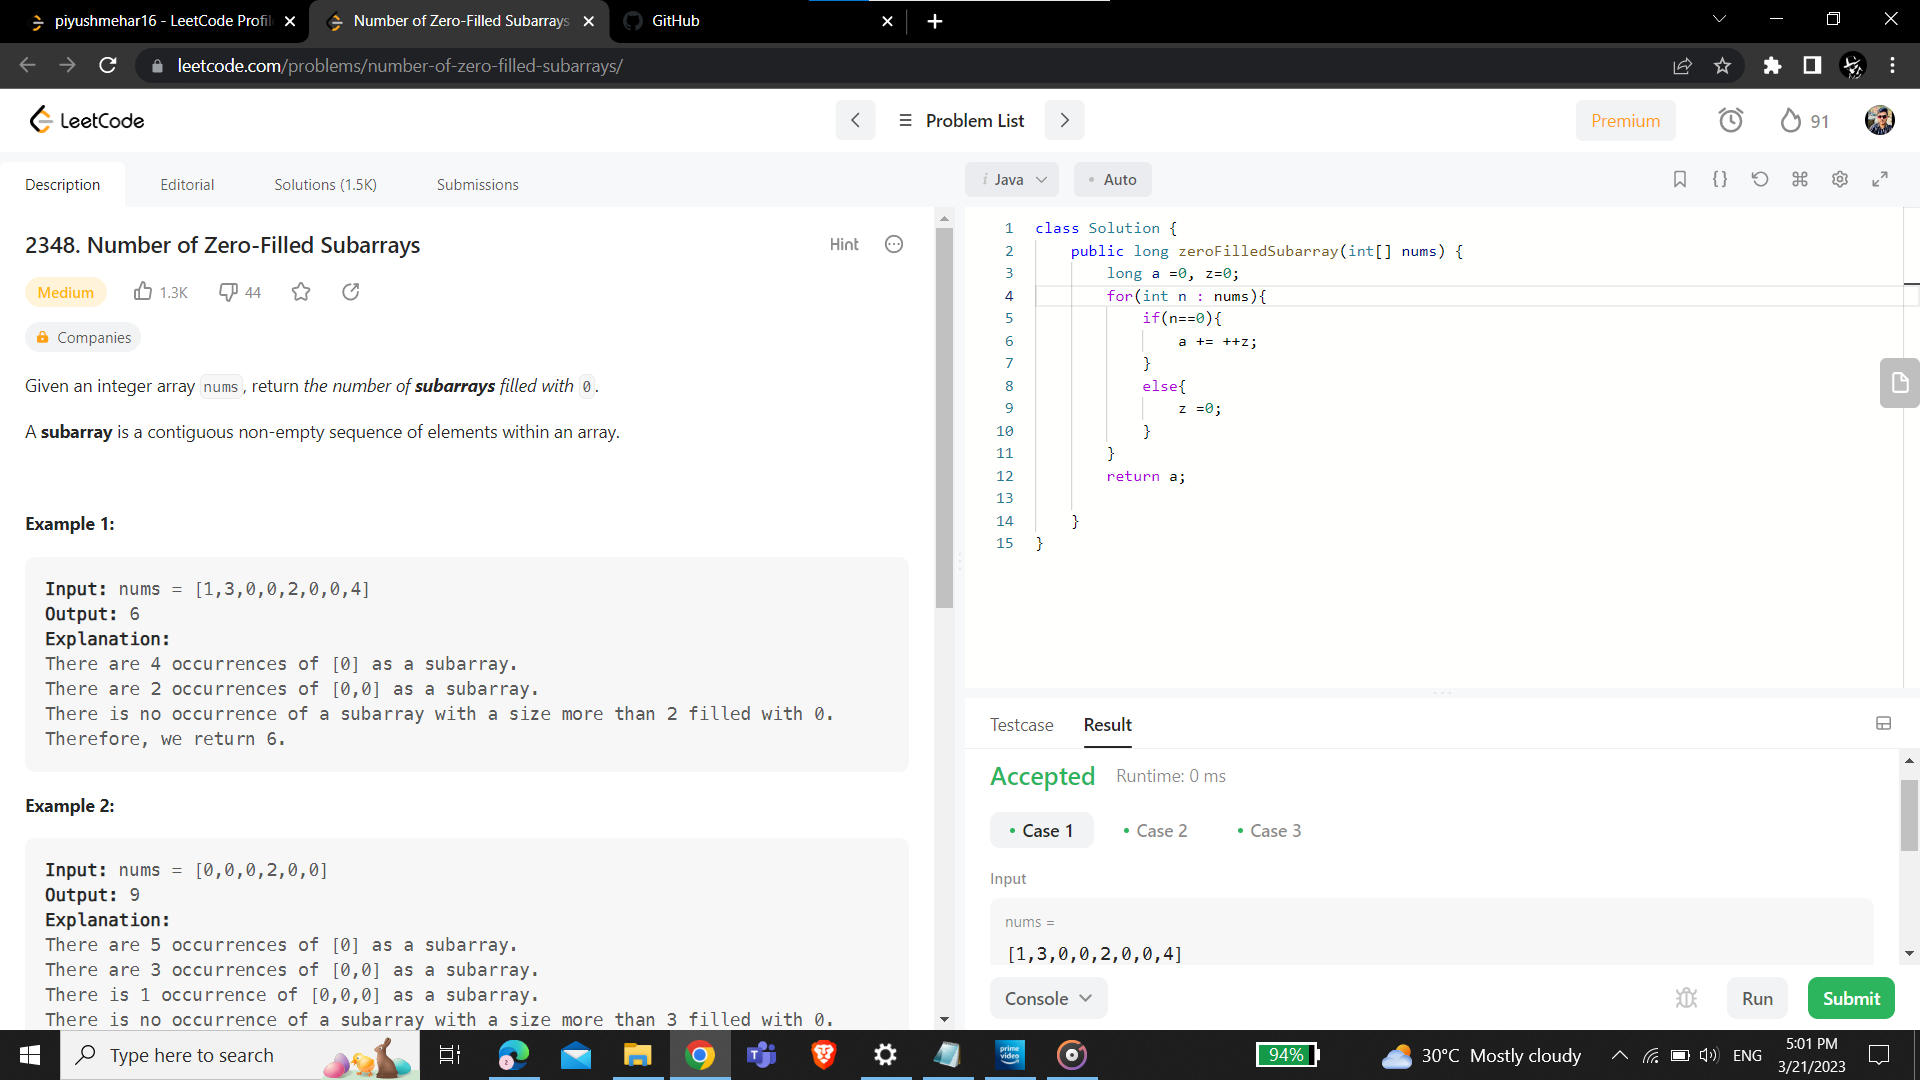 piyushmehar16 - LeetCode Profil
Number of Zero-Filled Subarrays
GitHub
leetcode.com/problems/number-of-zero-filled-subarrays/
LeetCode
Problem List
Premium
91
Description
Editorial
Solutions (1.5K)
Submissions
i Java
Auto
2348. Number of Zero-Filled Subarrays
Hint
Medium
1.3K
44
Companies
Given an integer array nums, return the number of subarrays filled with 0.
A subarray is a contiguous non-empty sequence of elements within an array.
Example 1:
Input: nums = [1,3,0,0,2,0,0,4]
Output: 6
Explanation:
There are 4 occurrences of [0] as a subarray.
There are 2 occurrences of [0,0] as a subarray.
There is no occurrence of a subarray with a size more than 2 filled with 0.
Therefore, we return 6.
Example 2:
Input: nums = [0,0,0,2,0,0]
Output: 9
Explanation:
There are 5 occurrences of [0] as a subarray.
There are 3 occurrences of [0,0] as a subarray.
There is 1 occurrence of [0,0,0] as a subarray.
There is no occurrence of a subarray with a size more than 3 filled with 0.
1 class Solution {
2 public long zeroFilledSubarray(int[] nums) {
3 long a =0, z=0;
4 for(int n : nums){
5 if(n==0){
6 a += ++z;
7 }
8 else{
9 z =0;
10 }
11 }
12 return a;
13
14 }
15 }
Testcase
Result
Accepted
Runtime: 0 ms
Case 1
Case 2
Case 3
Input
nums =
[1,3,0,0,2,0,0,4]
Console
Run
Submit
Type here to search
prime video
94%
30°C Mostly cloudy
ENG
5:01 PM
3/21/2023